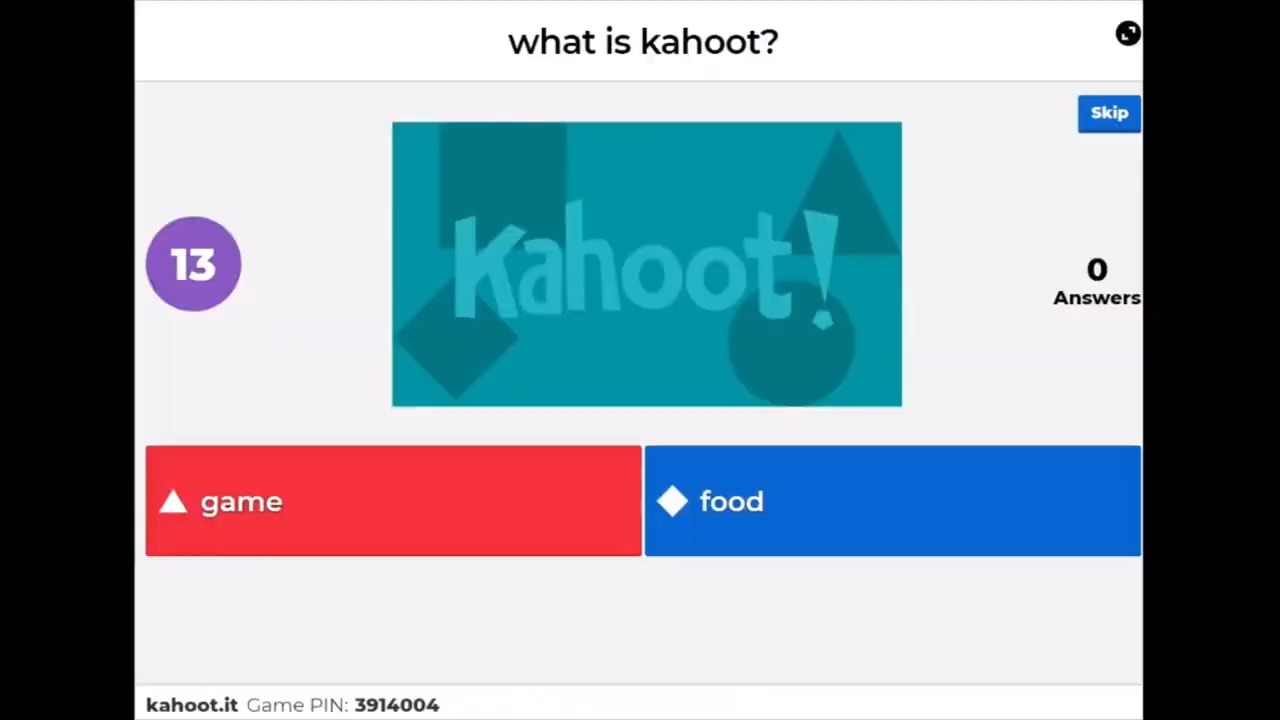 what is kahoot?
Skip
Kahoot!
13
0
Answers
game
food
kahoot.it Game PIN: 3914004